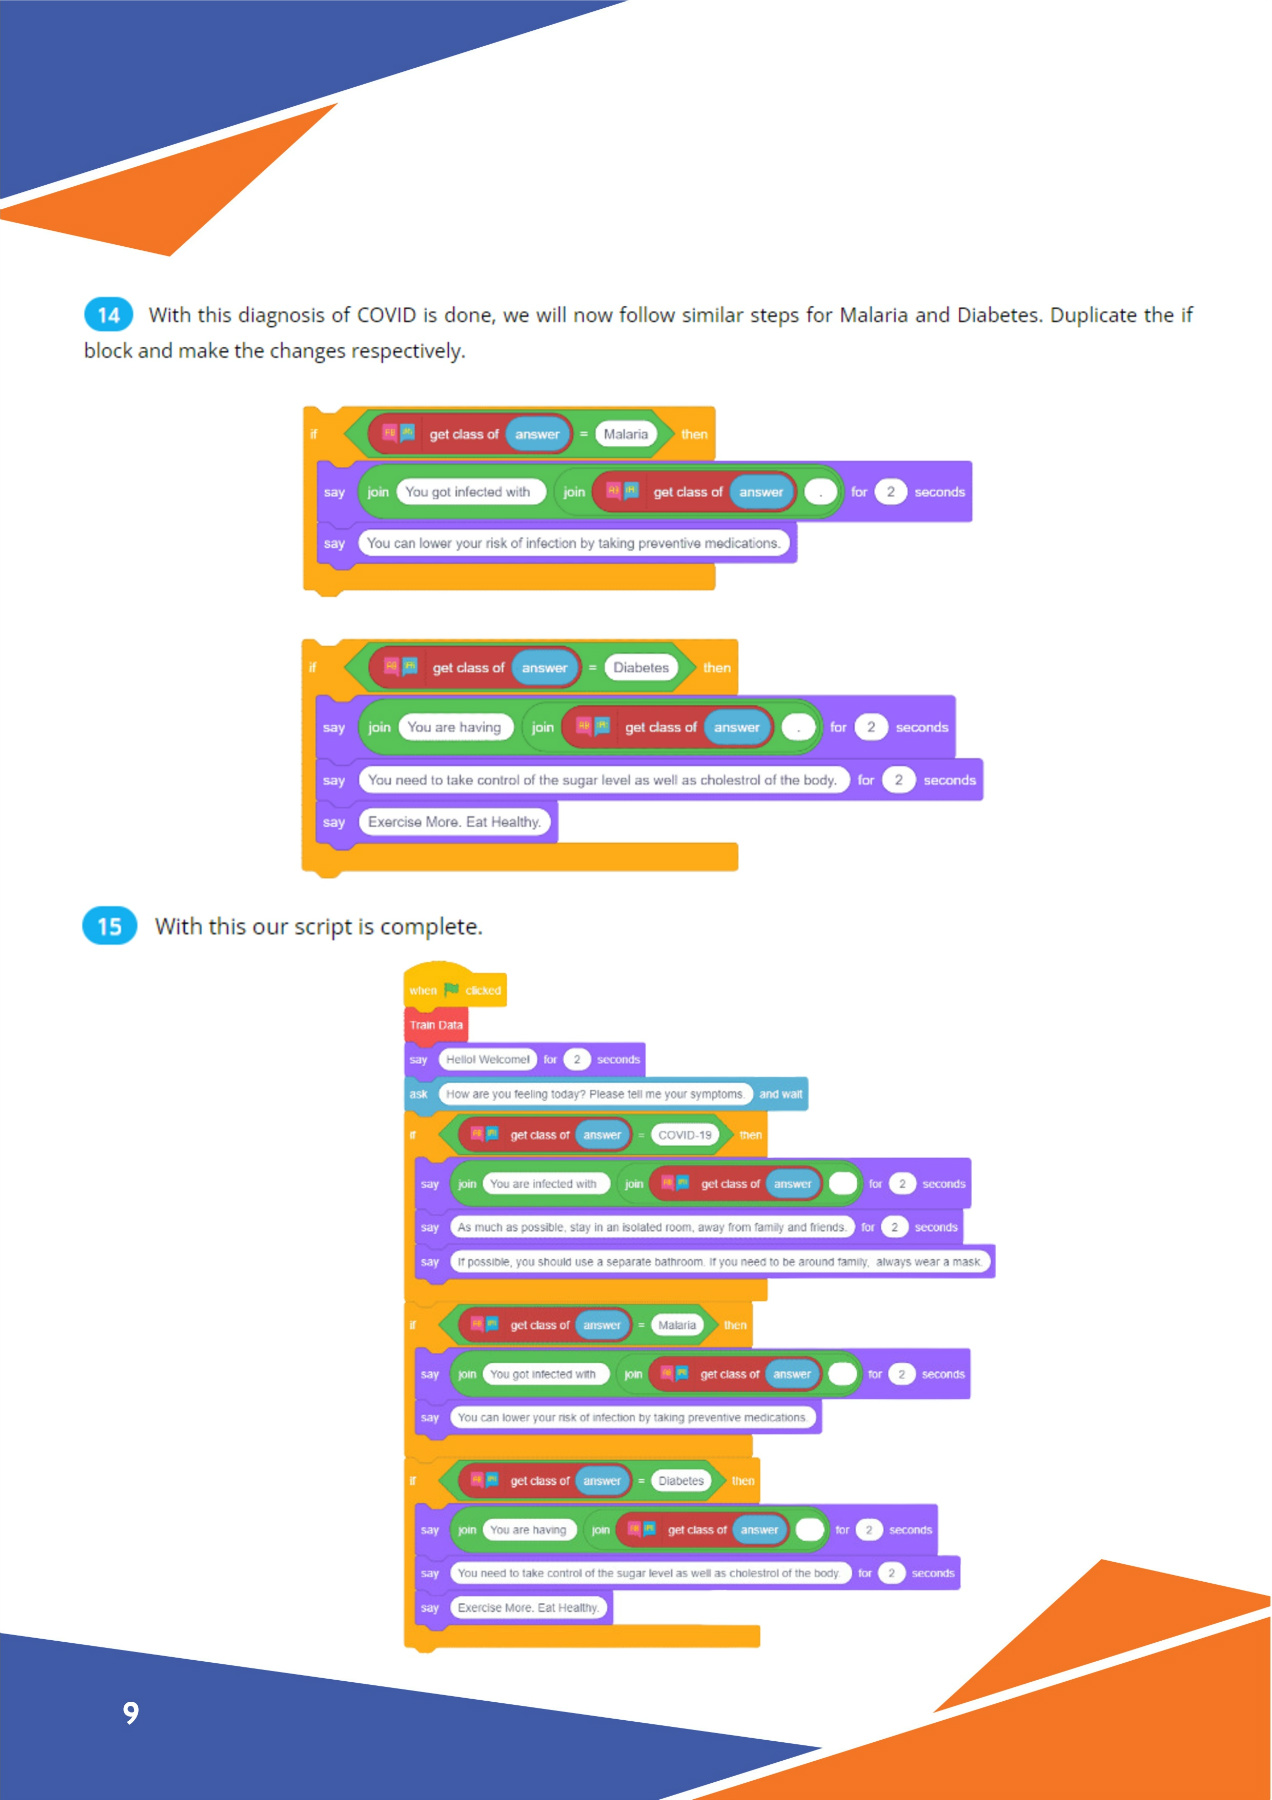 14 With this diagnosis of COVID is done, we will now follow similar steps for Malaria and Diabetes. Duplicate the if
block and make the changes respectively.
if get class of answer = Malaria then
say join You got infected with join get class of answer . for 2 seconds
say You can lower your risk of infection by taking preventive medications.
if get class of answer = Diabetes then
say join You are having join get class of answer . for 2 seconds
say You need to take control of the sugar level as well as cholestrol of the body. for 2 seconds
say Exercise More. Eat Healthy.
15 With this our script is complete.
when clicked
Train Data
say Hello! Welcome! for 2 seconds
ask How are you feeling today? Please tell me your symptoms. and wait
if get class of answer = COVID-19 then
say join You are infected with join get class of answer for 2 seconds
say As much as possible, stay in an isolated room, away from family and friends. for 2 seconds
say If possible, you should use a separate bathroom. If you need to be around family, always wear a mask.
if get class of answer = Malaria then
say join You got infected with join get class of answer for 2 seconds
say You can lower your risk of infection by taking preventive medications.
if get class of answer = Diabetes then
say join You are having join get class of answer for 2 seconds
say You need to take control of the sugar level as well as cholestrol of the body. for 2 seconds
say Exercise More. Eat Healthy.
9